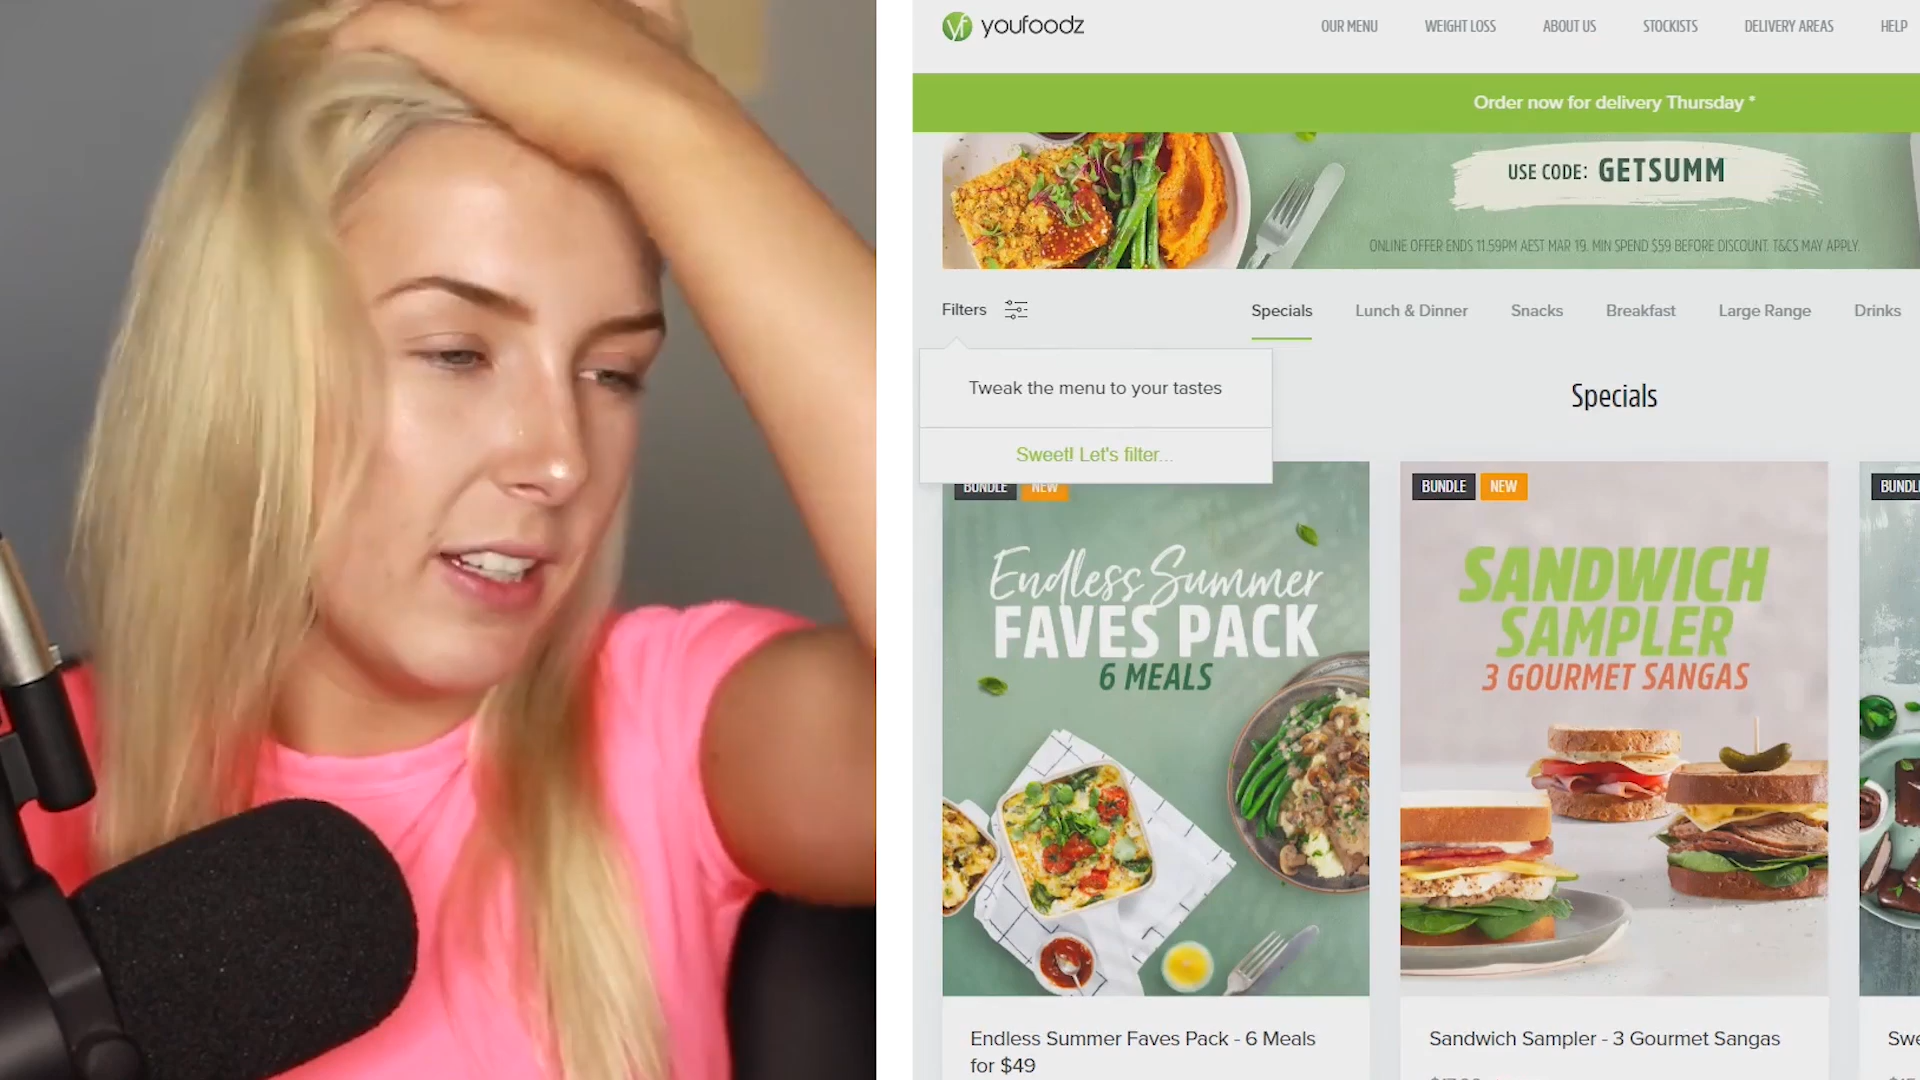 youfoodz
OUR MENU WEIGHT LOSS ABOUT US STOCKISTS DELIVERY AREAS HELP
Order now for delivery Thursday *
USE CODE: GETSUMM
ONLINE OFFER ENDS 11.59PM AEST MAR 19. MIN SPEND $59 BEFORE DISCOUNT. T&CS MAY APPLY.
Filters Specials Lunch & Dinner Snacks Breakfast Large Range Drinks
Tweak the menu to your tastes
Sweet! Let's filter...
Specials
BUNDLE NEW
Endless Summer
FAVES PACK
6 MEALS
BUNDLE NEW
SANDWICH
SAMPLER
3 GOURMET SANGAS
Endless Summer Faves Pack - 6 Meals
for $49
Sandwich Sampler - 3 Gourmet Sangas